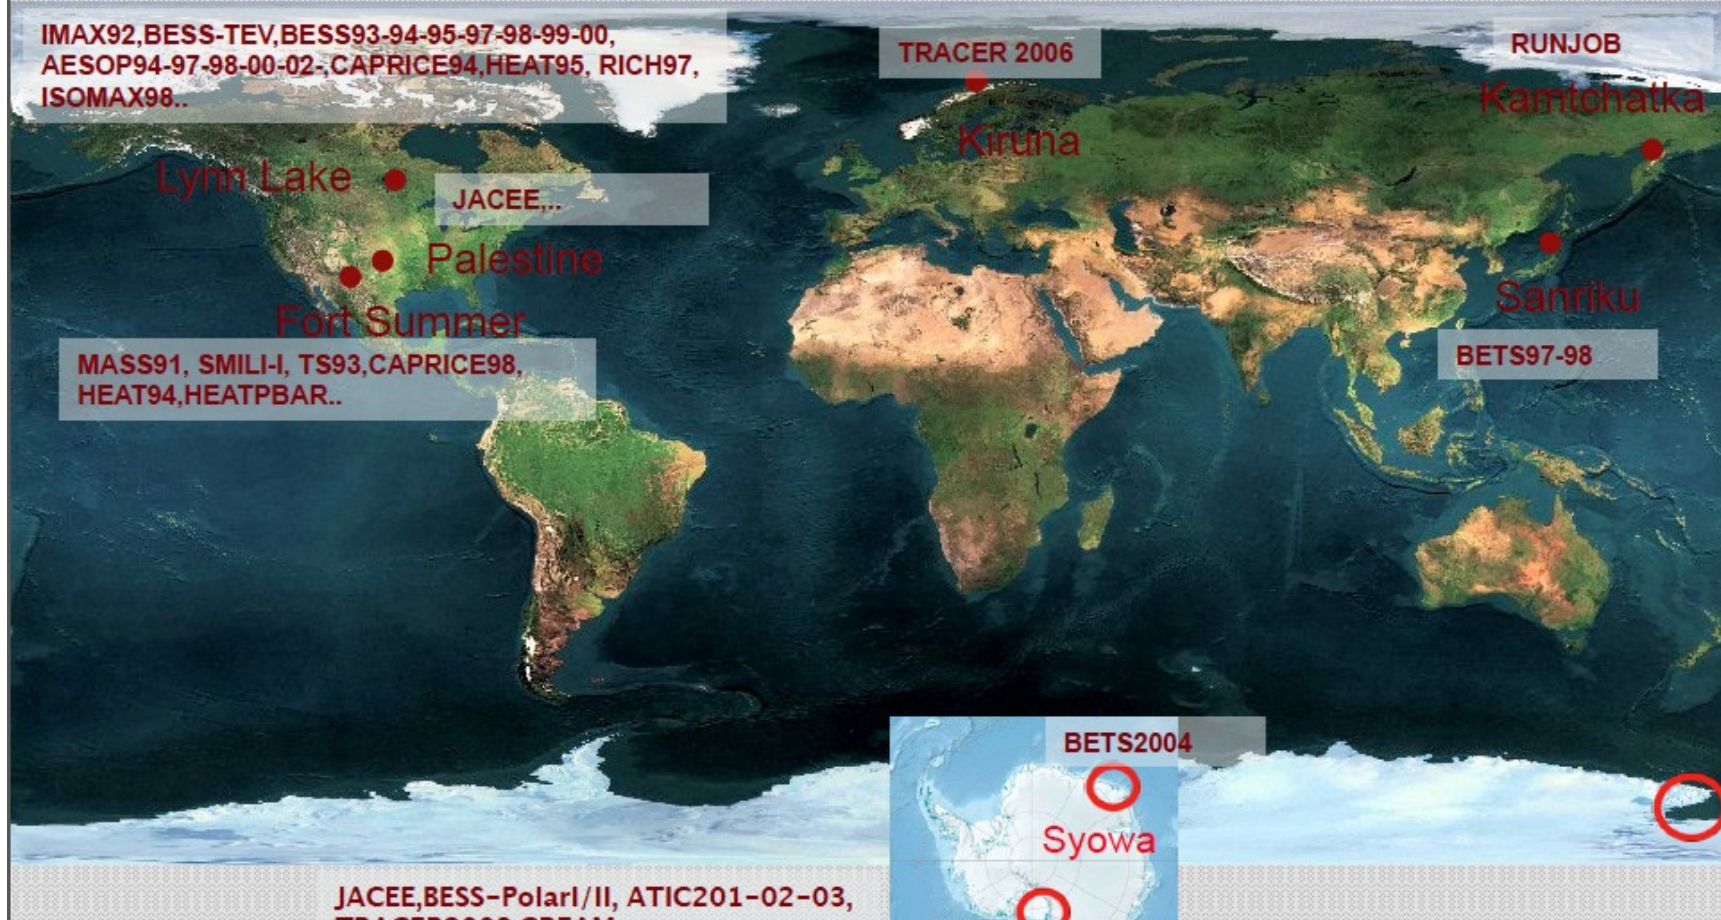 IMAX92,BESS-TEV,BESS93-94-95-97-98-99-00,
AESOP94-97-98-00-02-,CAPRICE94,HEAT95, RICH97,
ISOMAX98..
TRACER 2006
RUNJOB
Kamtchatka
Kiruna
Lynn Lake
JACEE,..
Palestine
Fort Summer
Sanriku
MASS91, SMILI-I, TS93,CAPRICE98,
HEAT94,HEATPBAR..
BETS97-98
BETS2004
Syowa
JACEE,BESS-PolarI/II, ATIC201-02-03,